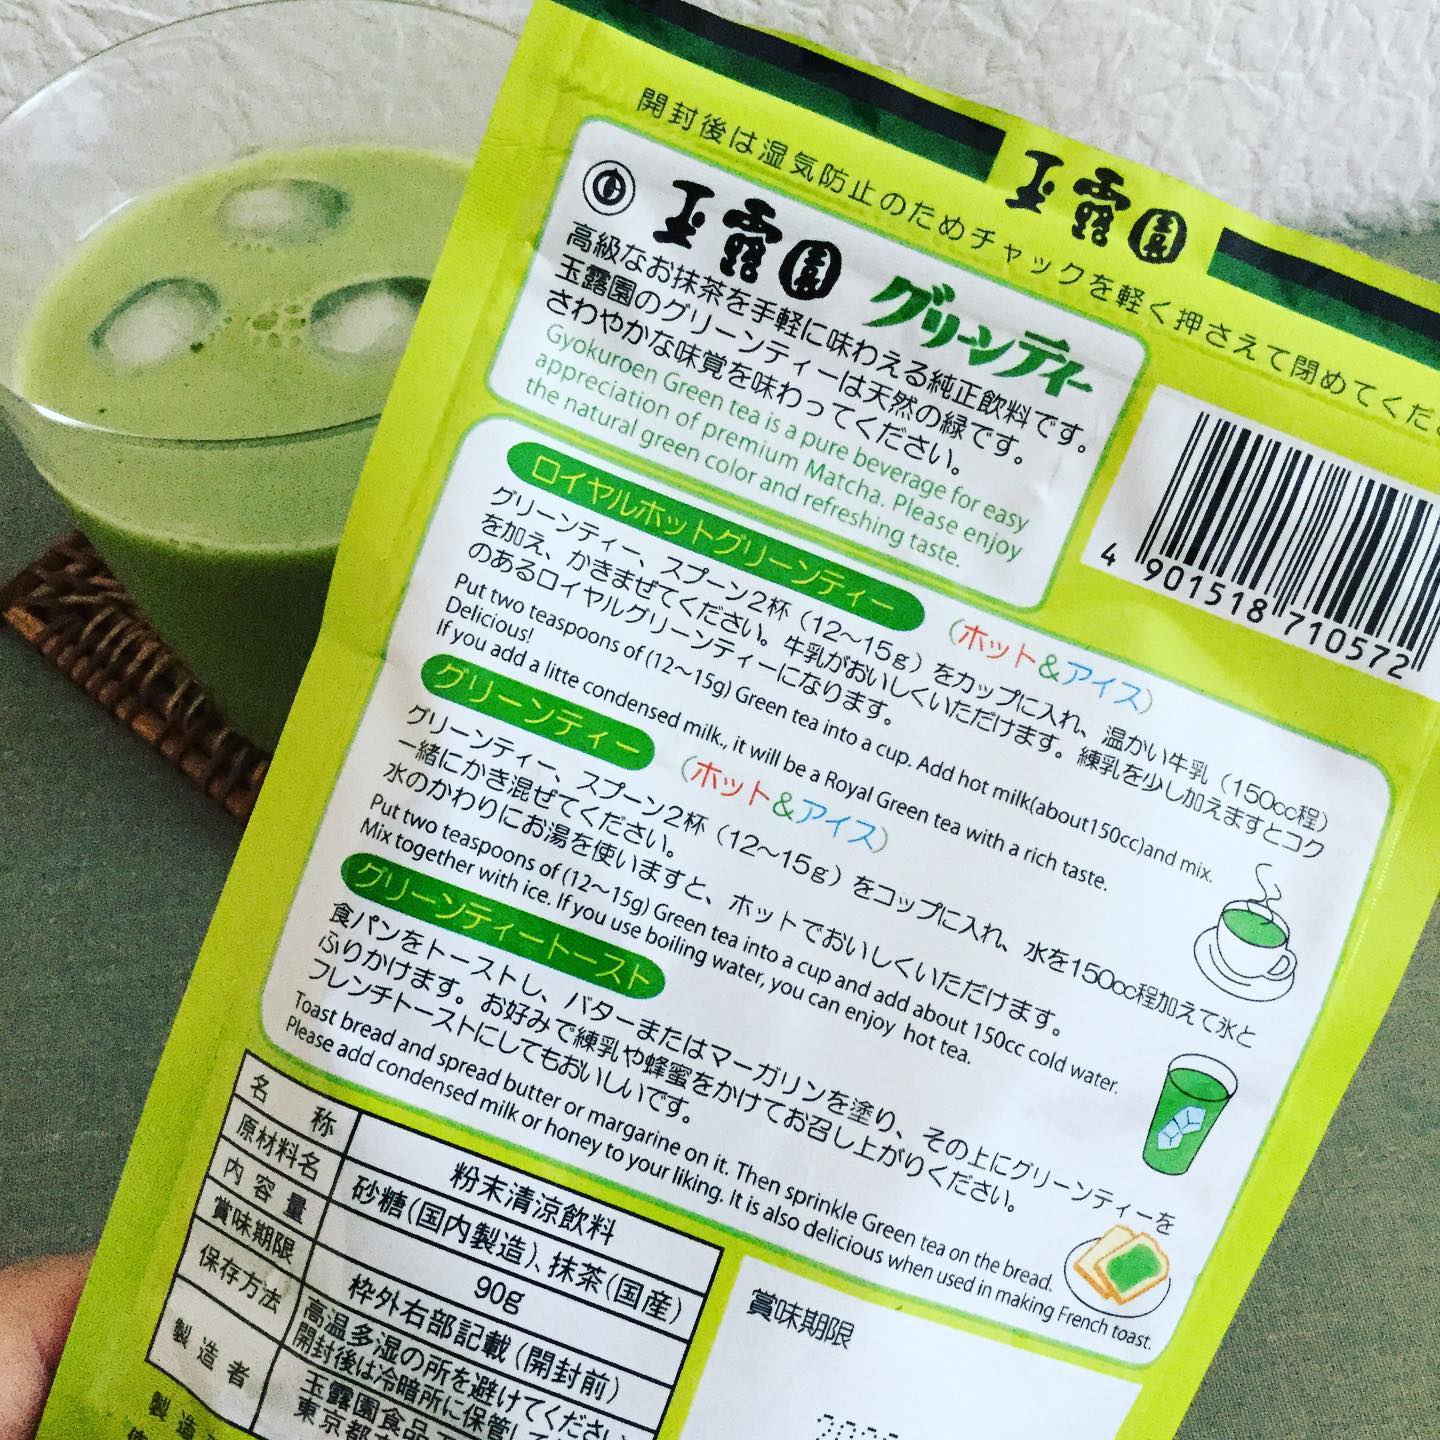 玉露園
開封後は湿気防止のためチャックを軽く押さえて閉めてくだ
玉露園 グリーンティー
高級なお抹茶を手軽に味わえる純正飲料です。
玉露園のグリーンティーは天然の緑です。
さわやかな味覚を味わってください。
Gyokuroen Green tea is a pure beverage for easy
appreciation of premium Matcha. Please enjoy
the natural green color and refreshing taste.
4 901518 710572
ロイヤルホットグリーンティー (ホット&アイス)
グリーンティー、スプーン2杯(12〜15g)をカップに入れ、温かい牛乳(150cc程)
を加え、かきまぜてください。牛乳がおいしくいただけます。練乳を少し加えますとコク
のあるロイヤルグリーンティーになります。
Put two teaspoons of (12〜15g) Green tea into a cup. Add hot milk(about150cc)and mix.
Delicious!
If you add a litte condensed milk,, it will be a Royal Green tea with a rich taste.
グリーンティー (ホット&アイス)
グリーンティー、スプーン2杯(12〜15g)をコップに入れ、水を150cc程加えて氷と
一緒にかき混ぜてください。
水のかわりにお湯を使いますと、ホットでおいしくいただけます。
Put two teaspoons of (12〜15g) Green tea into a cup and add about 150cc cold water.
Mix together with ice. If you use boiling water, you can enjoy hot tea.
グリーンティートースト
食パンをトーストし、バターまたはマーガリンを塗り、その上にグリーンティーを
ふりかけます。お好みで練乳や蜂蜜をかけてお召し上がりください。
フレンチトーストにしてもおいしいです。
Toast bread and spread butter or margarine on it. Then sprinkle Green tea on the bread.
Please add condensed milk or honey to your liking. It is also delicious when used in making French toast.
名称 粉末清涼飲料
原材料名 砂糖(国内製造)、抹茶(国産)
内容量 90g
賞味期限 枠外右部記載(開封前)
保存方法 高温多湿の所を避けてください
開封後は冷暗所に保管し
製造者 玉露園食品
東京都
製造
賞味期限